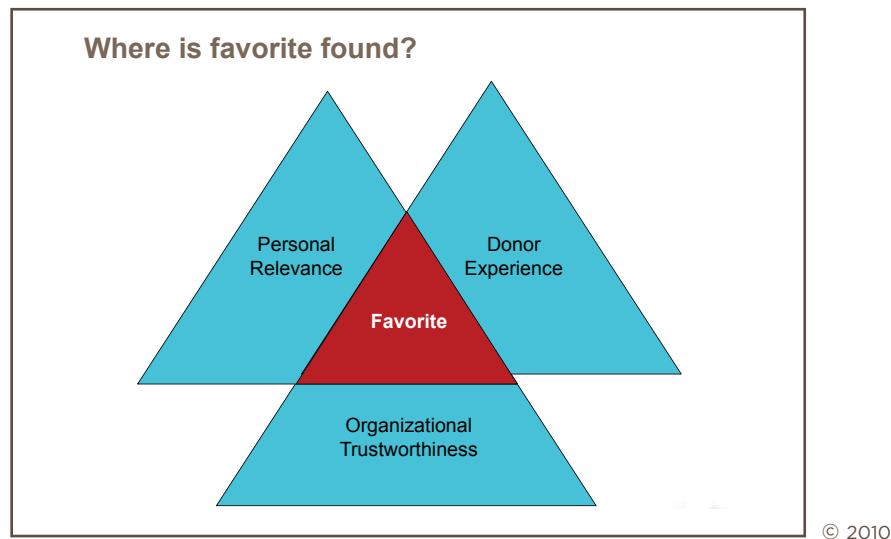 Where is favorite found?
Personal
Relevance
Donor
Experience
Favorite
Organizational
Trustworthiness
© 2010